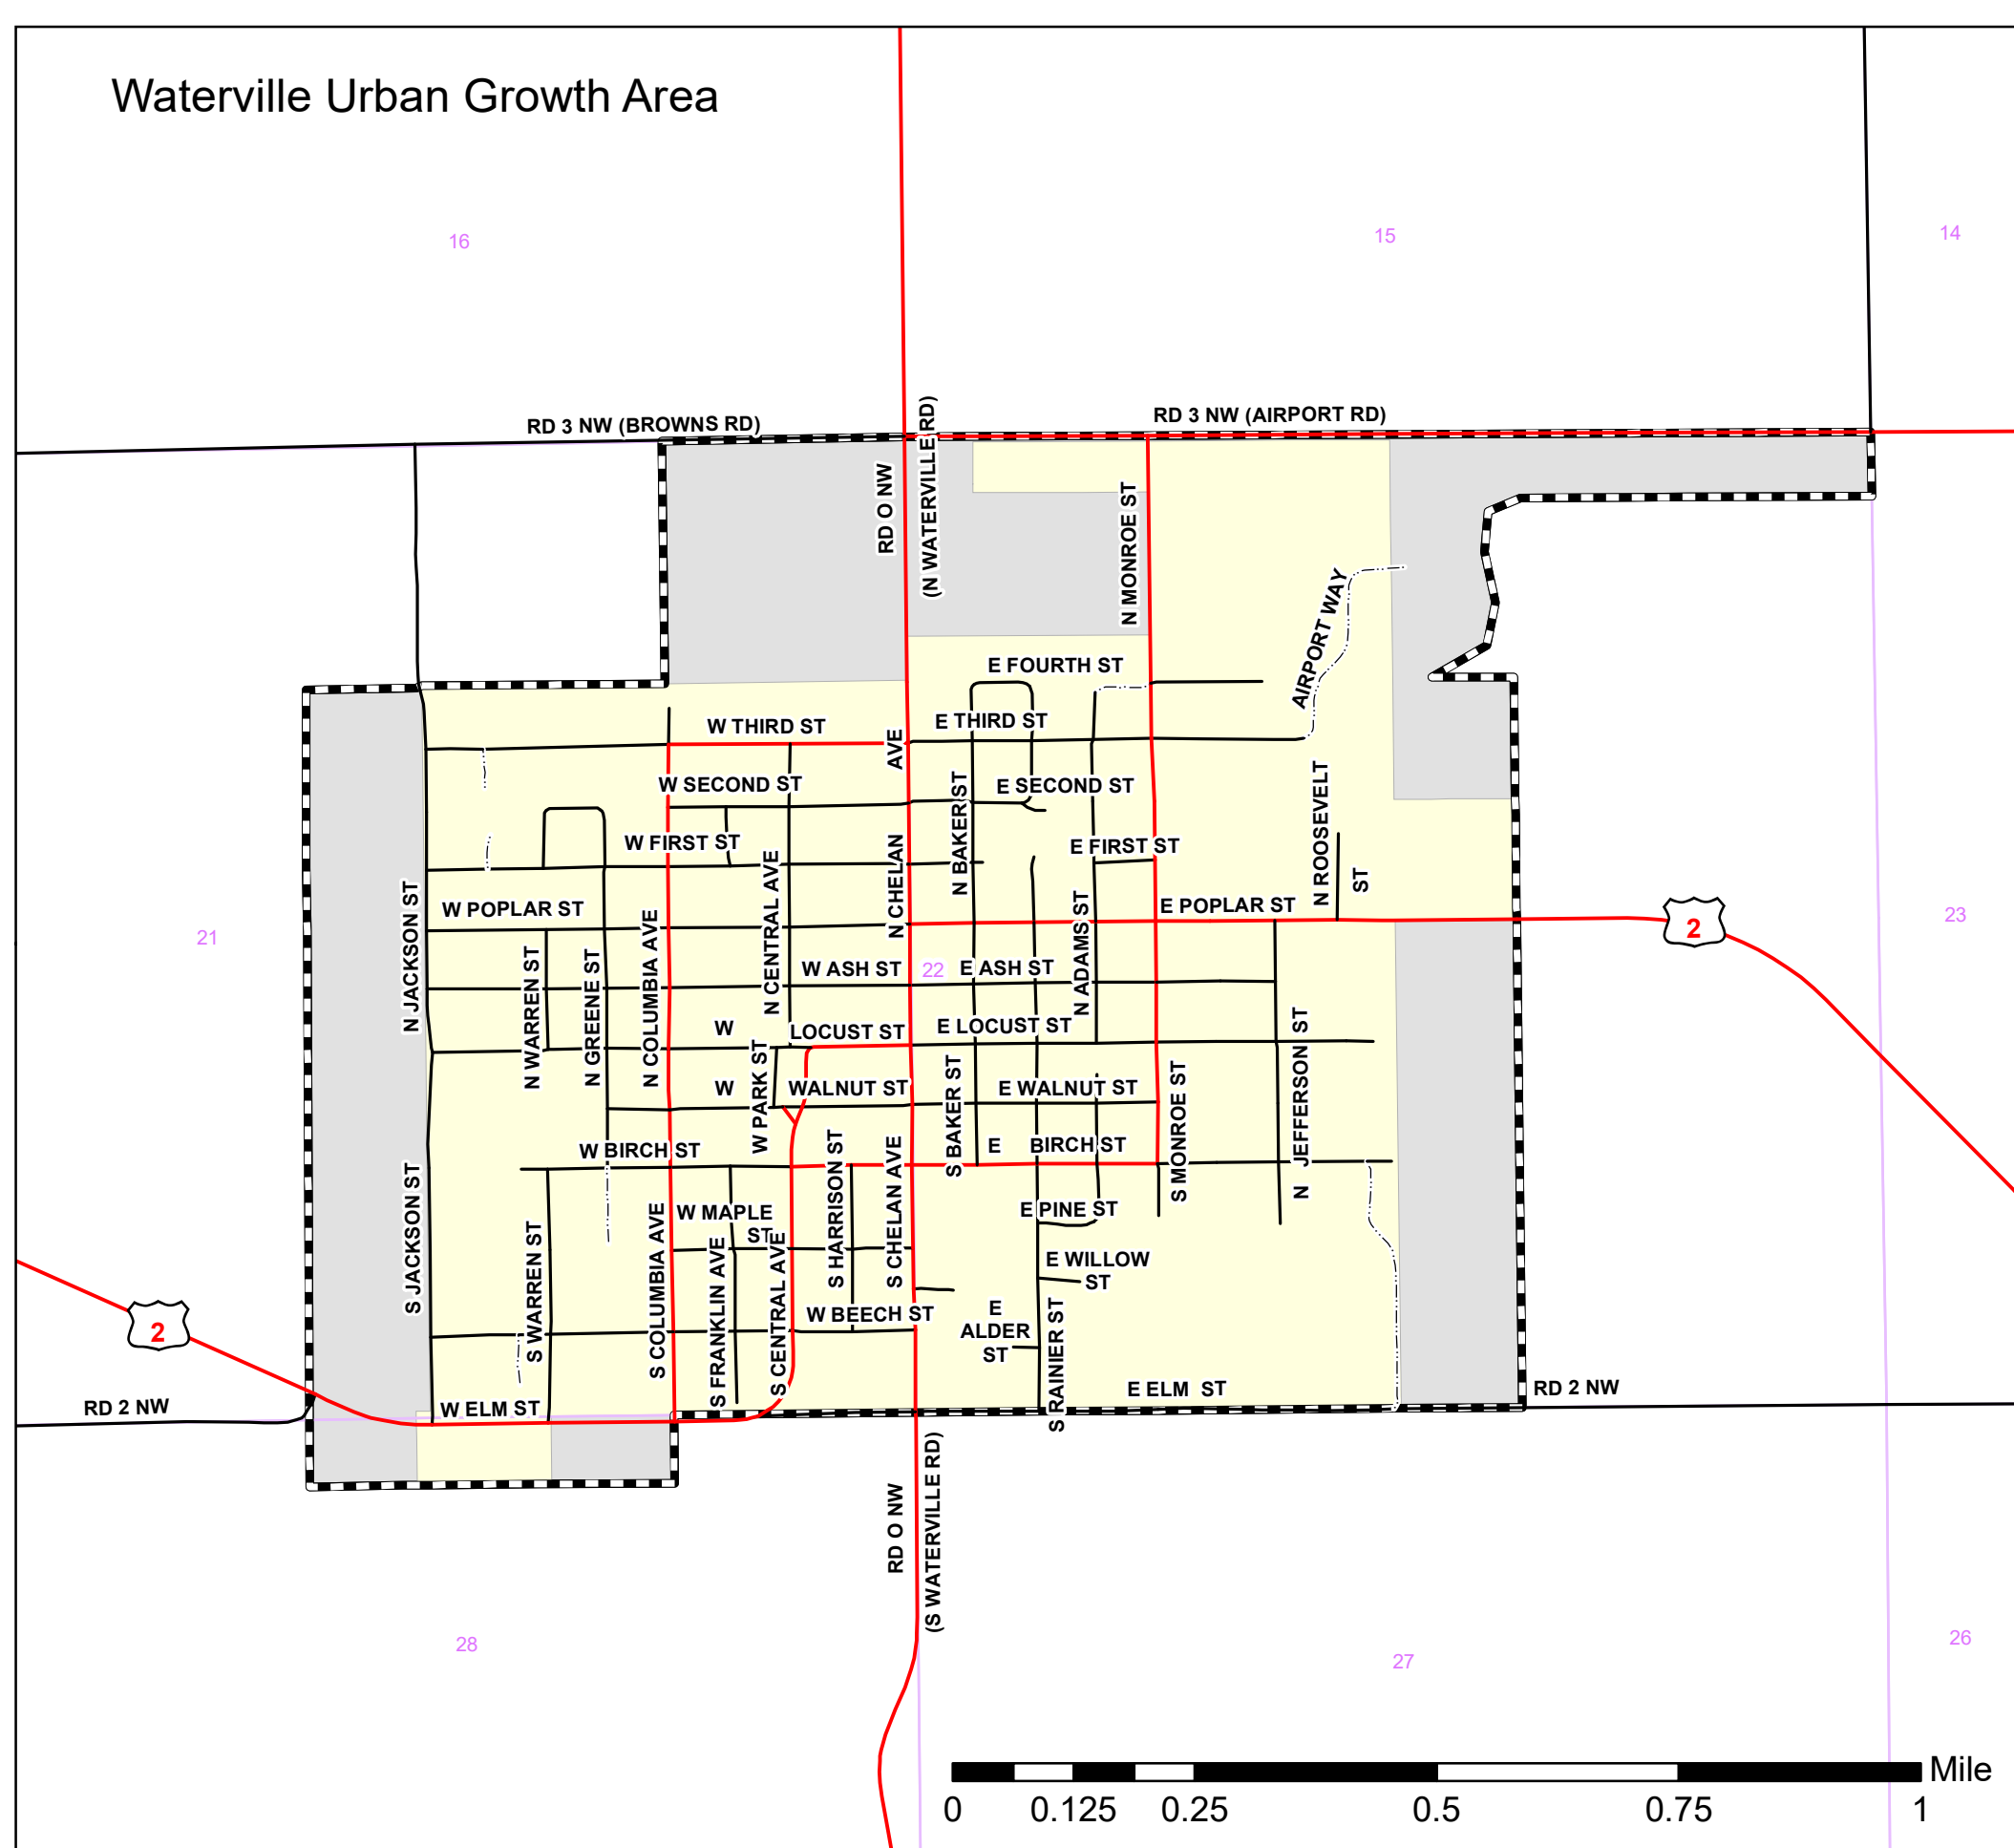 Waterville Urban Growth Area
16
15
14
RD 3 NW (BROWNS RD)
RD 3 NW (AIRPORT RD)
RD O NW
(N WATERVILLE RD)
N MONROE ST
AIRPORT WAY
E FOURTH ST
W THIRD ST
E THIRD ST
AVE
W SECOND ST
E SECOND ST
N BAKER ST
N ROOSEVELT
ST
W FIRST ST
E FIRST ST
N CHELAN
N CENTRAL AVE
W POPLAR ST
E POPLAR ST
2
21
22
23
N JACKSON ST
N WARREN ST
N GREENE ST
N COLUMBIA AVE
N ADAMS ST
W ASH ST
E ASH ST
W
LOCUST ST
E LOCUST ST
N JEFFERSON ST
W PARK ST
W
WALNUT ST
E WALNUT ST
S BAKER ST
S MONROE ST
W BIRCH ST
E BIRCH ST
S HARRISON ST
S CHELAN AVE
S JACKSON ST
S WARREN ST
S COLUMBIA AVE
W MAPLE
ST
S FRANKLIN AVE
S CENTRAL AVE
E PINE ST
E WILLOW
ST
W BEECH ST
E
ALDER
ST
S RAINIER ST
2
RD 2 NW
W ELM ST
E ELM ST
RD 2 NW
RD O NW
(S WATERVILLE RD)
28
27
26
Mile
0 0.125 0.25 0.5 0.75 1